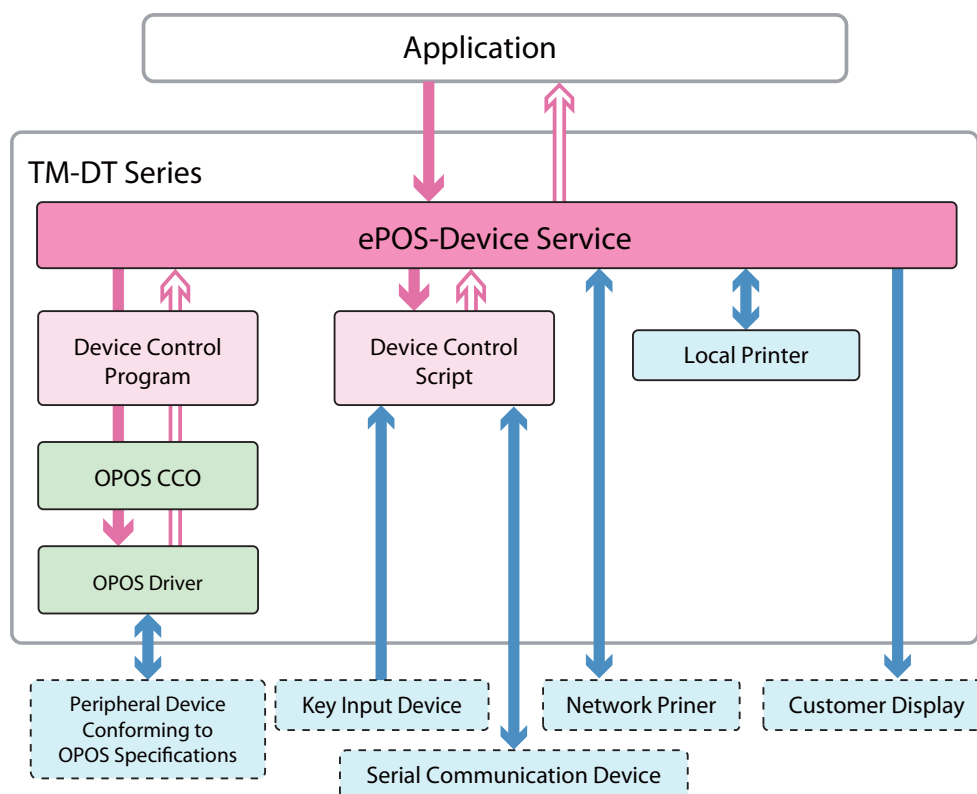 Application
TM-DT Series
ePOS-Device Service
Device Control
Program
Device Control
Script
Local Printer
OPOS CCO
OPOS Driver
Peripheral Device
Conforming to
OPOS Specifications
Key Input Device
Network Priner
Customer Display
Serial Communication Device